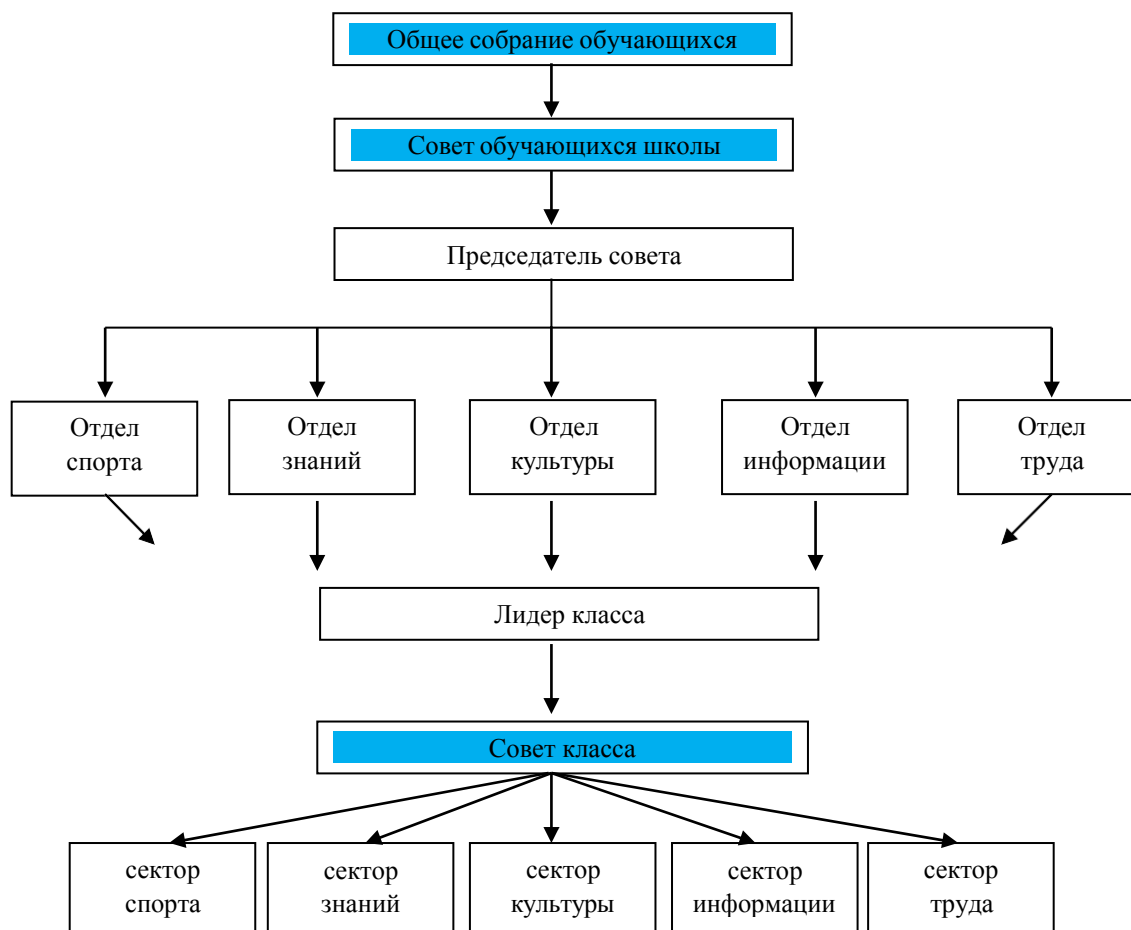 Общее собрание обучающихся
Совет обучающихся школы
Председатель совета
Отдел
спорта
Отдел
знаний
Отдел
культуры
Отдел
информации
Отдел
труда
Лидер класса
Совет класса
сектор
спорта
сектор
знаний
сектор
культуры
сектор
информации
сектор
труда